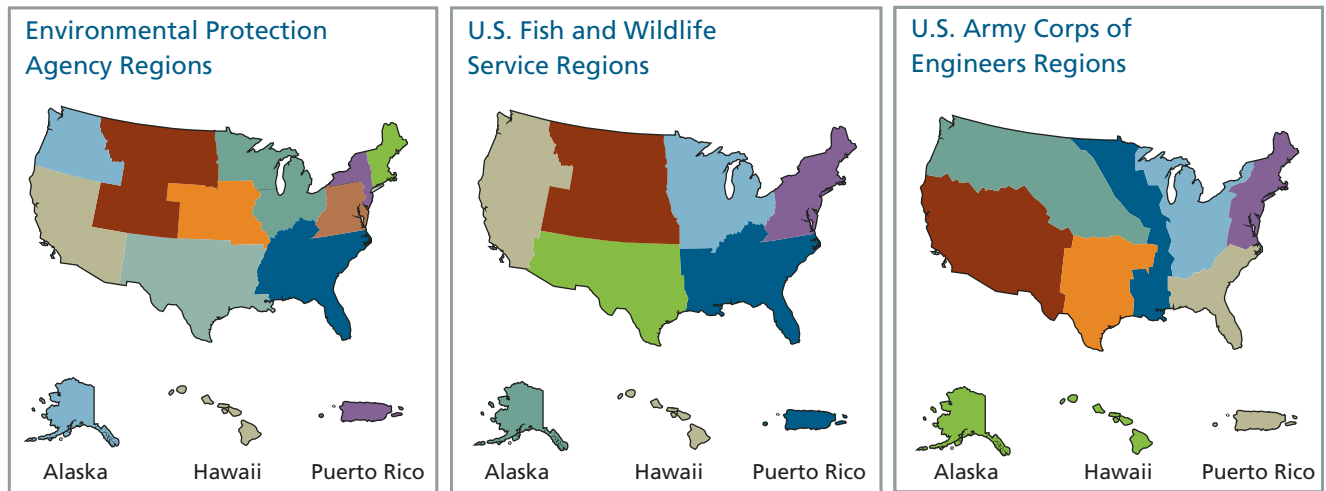 Environmental Protection
Agency Regions
Alaska
Hawaii
Puerto Rico
U.S. Fish and Wildlife
Service Regions
Alaska
Hawaii
Puerto Rico
U.S. Army Corps of
Engineers Regions
Alaska
Hawaii
Puerto Rico